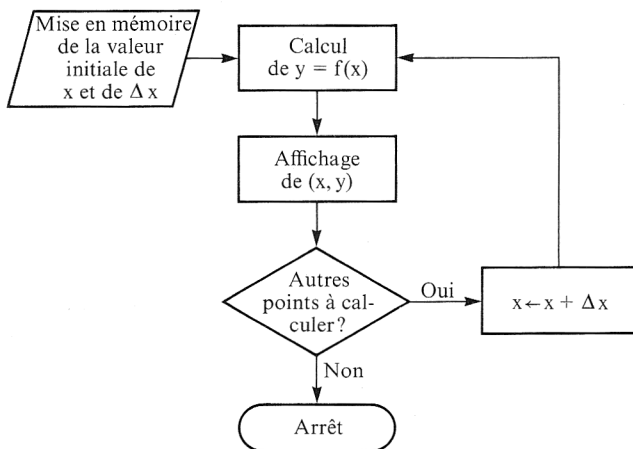 Mise en mémoire
de la valeur
initiale de
x et de Δx
Calcul
de y = f(x)
Affichage
de (x, y)
Autres
points à cal-
culer?
Oui
x←x + Δx
Non
Arrêt